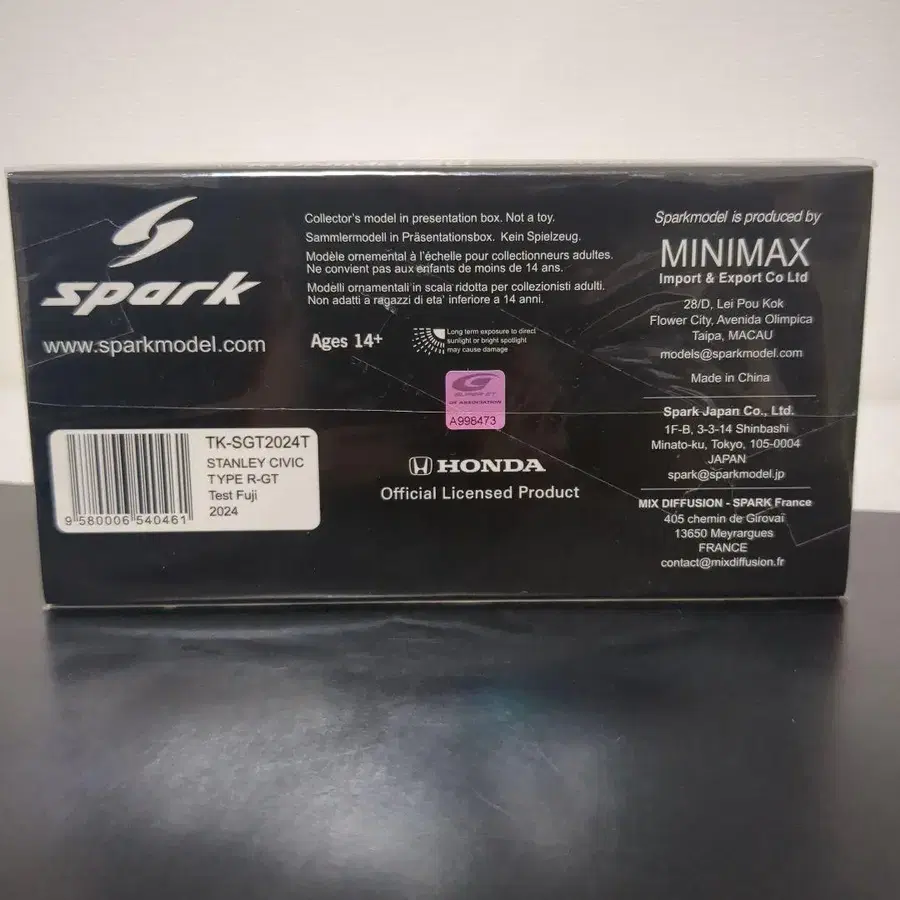 spark
www.sparkmodel.com
Collector's model in presentation box. Not a toy.
Sammlermodell in Präsentationsbox. Kein Spielzeug.
Modèle ornemental à l'échelle pour collectionneurs adultes.
Ne convient pas aux enfants de moins de 14 ans.
Modelli ornamentali in scala ridotta per collezionisti adulti.
Non adatti a ragazzi di eta' inferiore a 14 anni.
Ages 14+
Long term exposure to direct
sunlight or bright spotlight
may cause damage
SUPER GT
GT ASSOCIATION
A998473
HONDA
Official Licensed Product
TK-SGT2024T
STANLEY CIVIC
TYPE R-GT
Test Fuji
2024
9 580006 540461
Sparkmodel is produced by
MINIMAX
Import & Export Co Ltd
28/D, Lei Pou Kok
Flower City, Avenida Olimpica
Taipa, MACAU
models@sparkmodel.com
Made in China
Spark Japan Co., Ltd.
1F-B, 3-3-14 Shinbashi
Minato-ku, Tokyo, 105-0004
JAPAN
spark@sparkmodel.jp
MIX DIFFUSION - SPARK France
405 chemin de Girovai
13650 Meyrargues
FRANCE
contact@mixdiffusion.fr